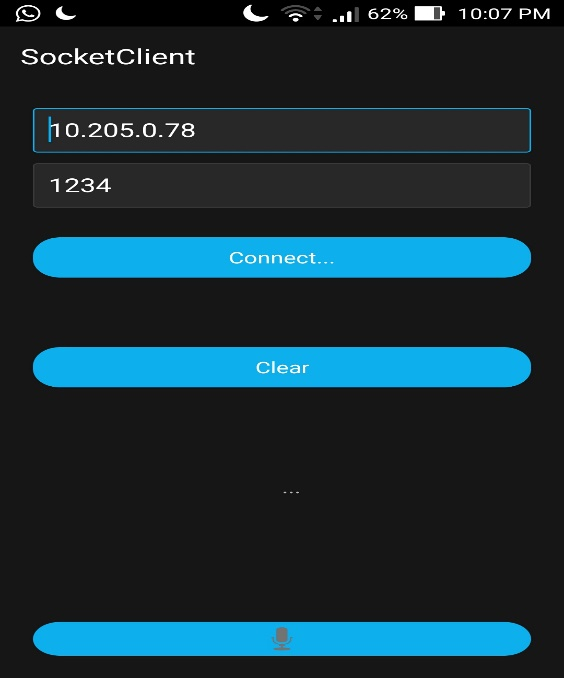 62% 10:07 PM
SocketClient
10.205.0.78
1234
Connect...
Clear
...